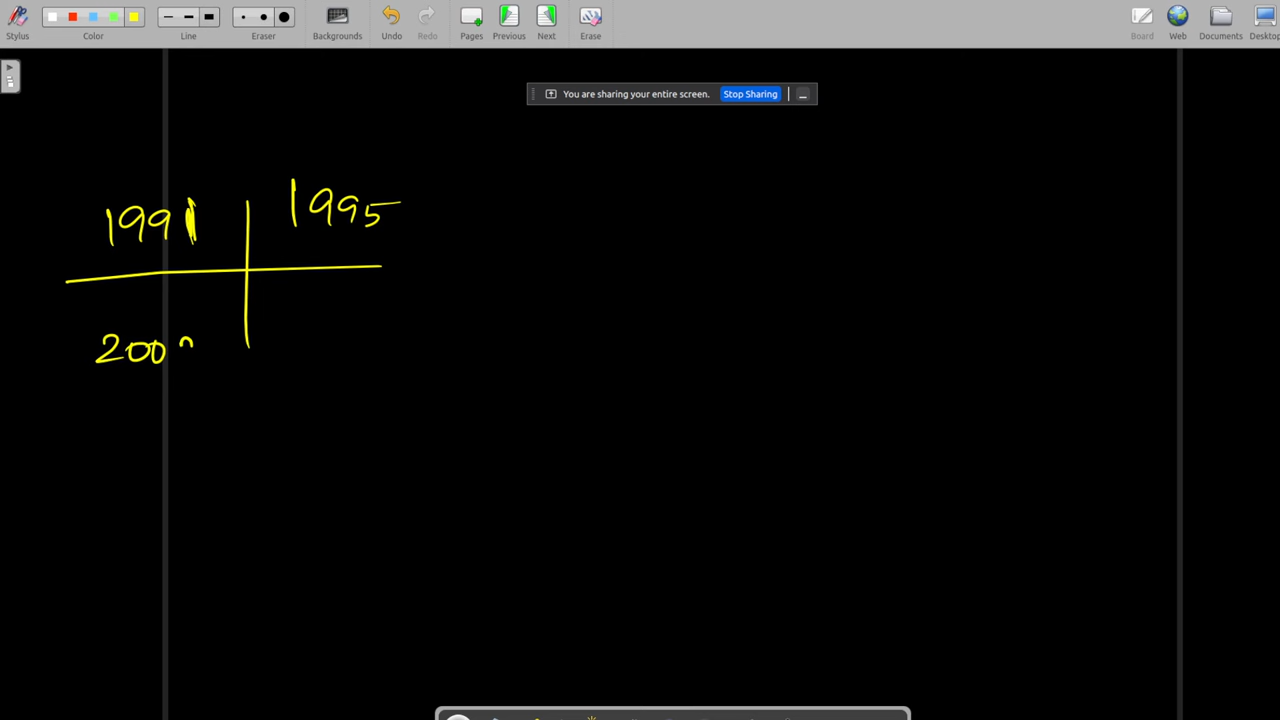 Stylus Color Line Eraser Backgrounds Undo Redo Pages Previous Next Erase Board Web Documents Desktop
You are sharing your entire screen. Stop Sharing
1991 1995
200